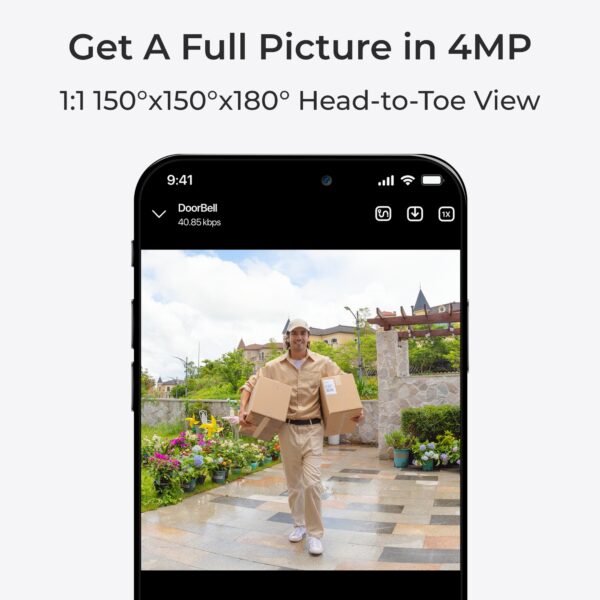 Get A Full Picture in 4MP
1:1 150°x150°x180° Head-to-Toe View
9:41
DoorBell
40.85 kbps
1X